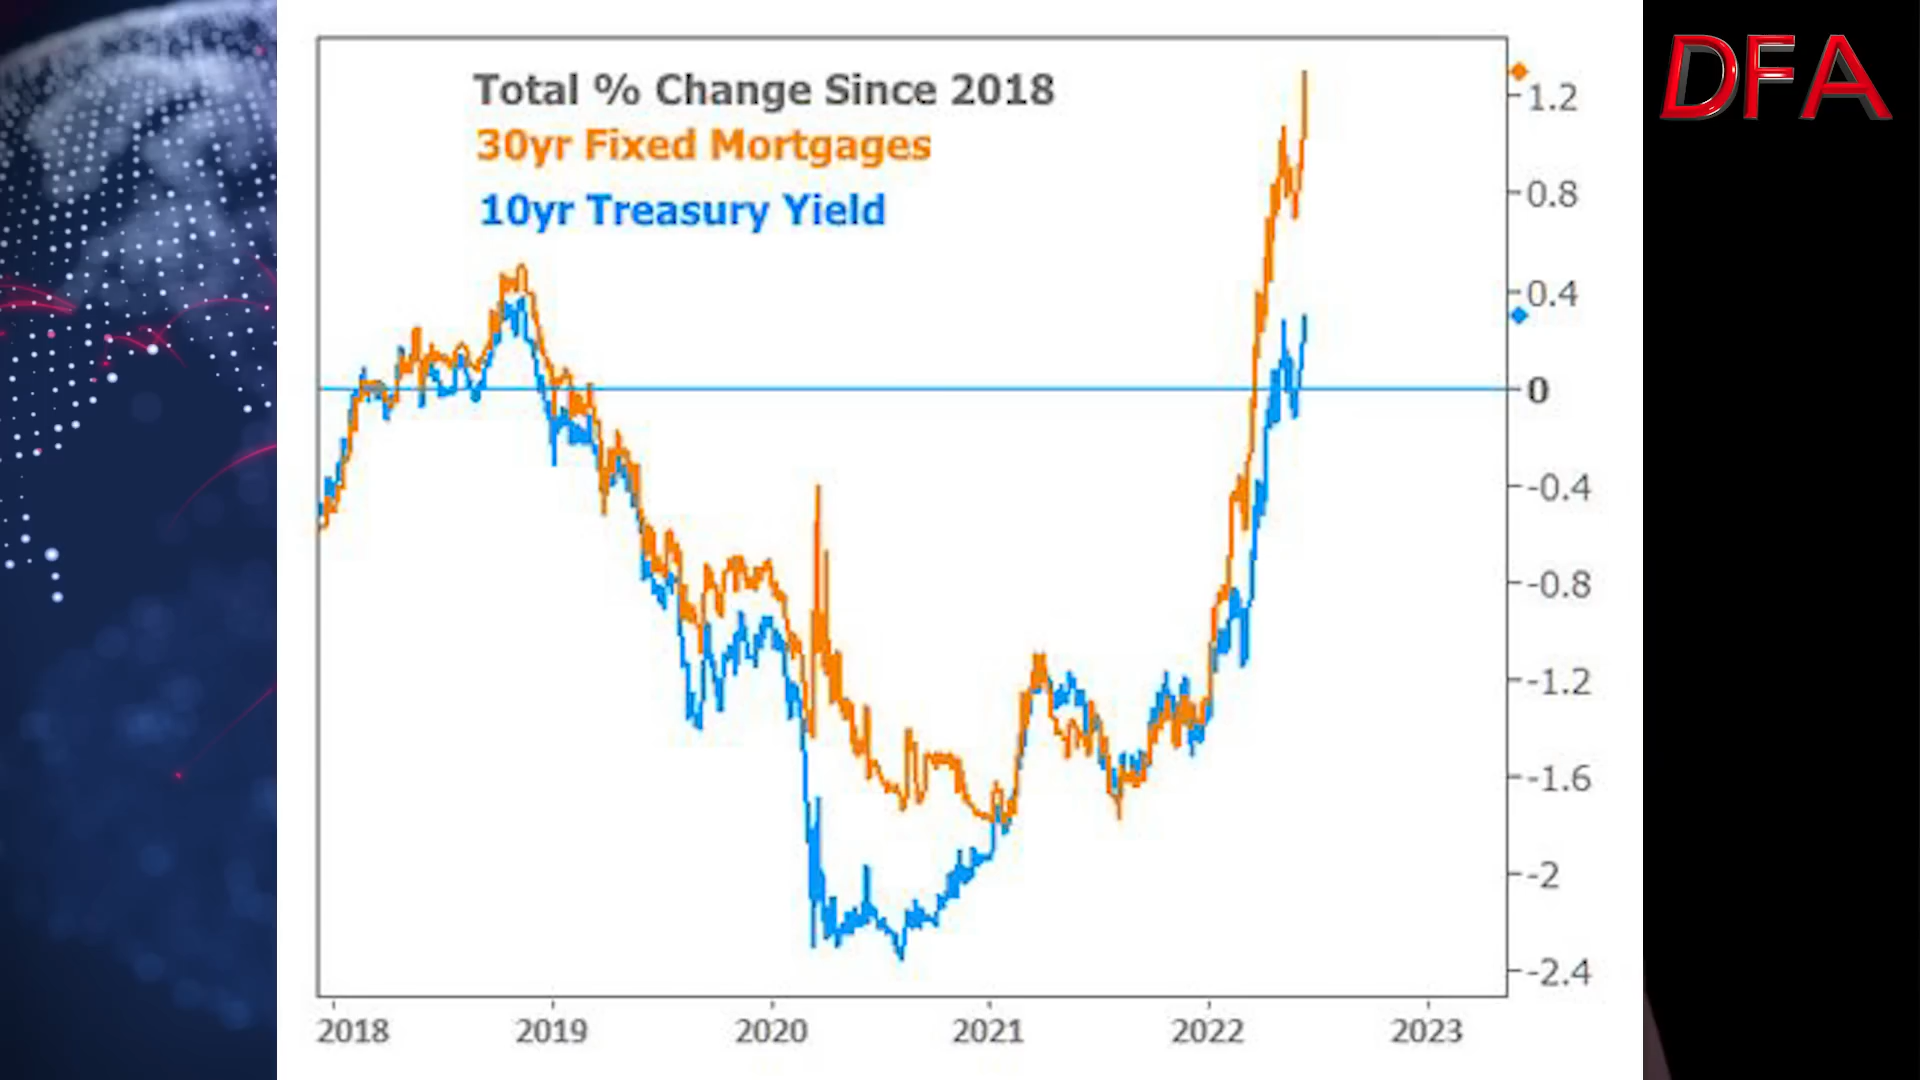 DFA
Total % Change Since 2018
30yr Fixed Mortgages
10yr Treasury Yield
1.2
0.8
0.4
0
-0.4
-0.8
-1.2
-1.6
-2
-2.4
2018 2019 2020 2021 2022 2023